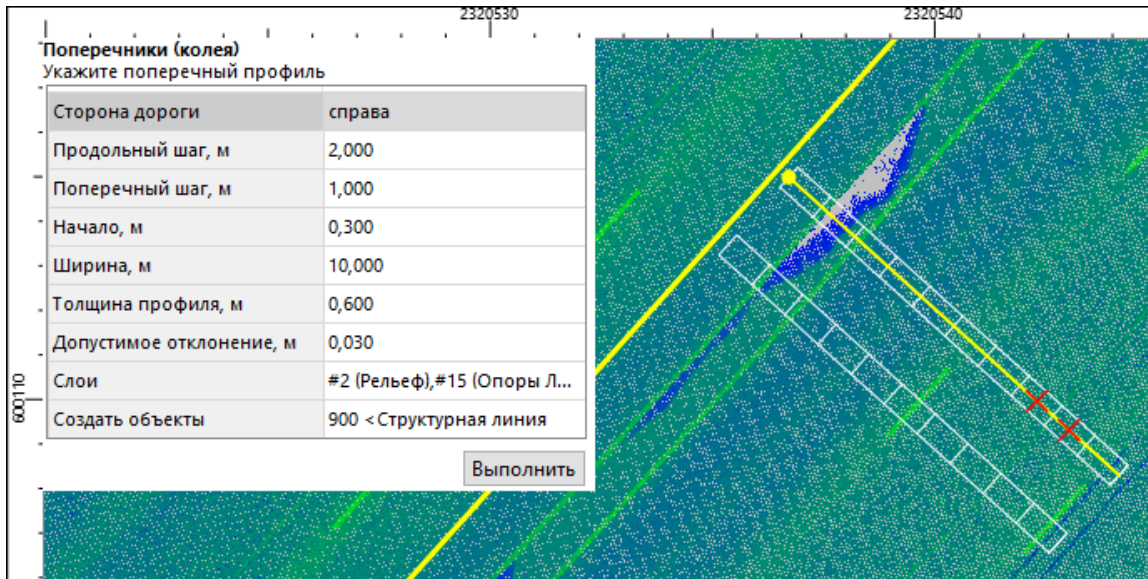 2320530
2320540
Поперечники (колея)
Укажите поперечный профиль
Сторона дороги справа
Продольный шаг, м 2,000
Поперечный шаг, м 1,000
Начало, м 0,300
Ширина, м 10,000
Толщина профиля, м 0,600
Допустимое отклонение, м 0,030
Слои #2 (Рельеф),#15 (Опоры Л...
Создать объекты 900 <Структурная линия
Выполнить
600110